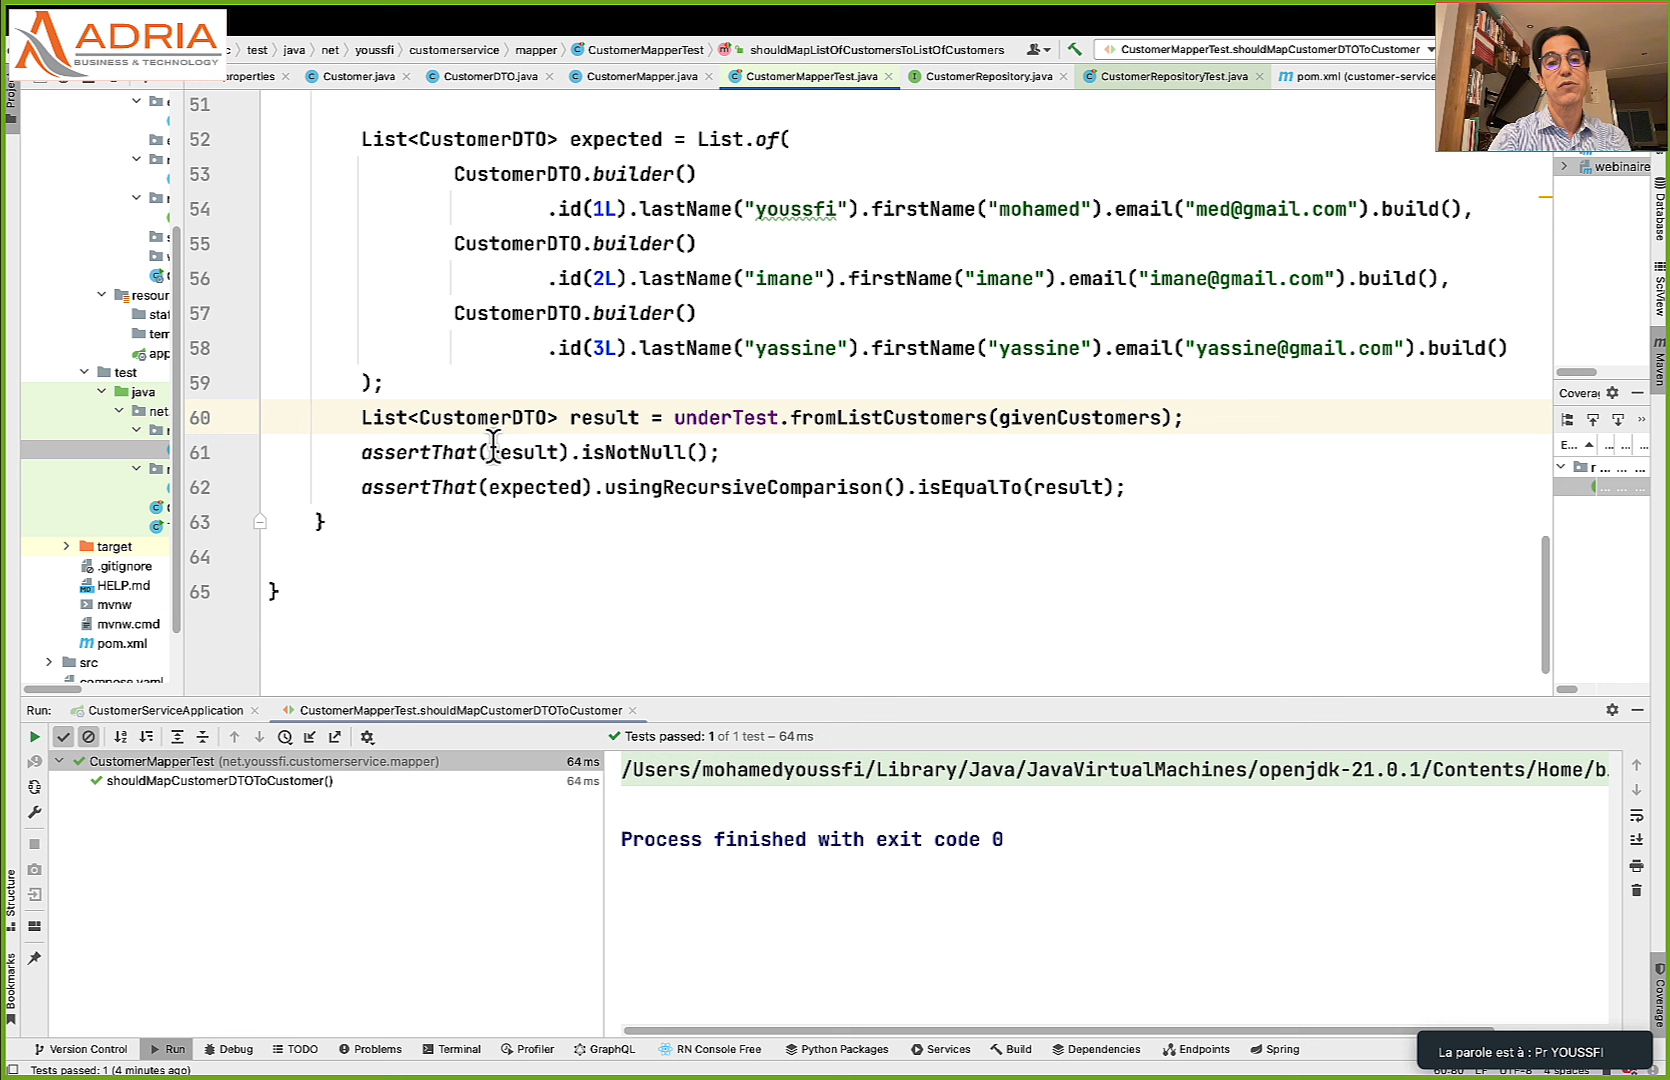 ADRIA
BUSINESS & TECHNOLOGY
test java net youssfi customerservice mapper CustomerMapperTest shouldMapListOfCustomersToListOfCustomers CustomerMapperTest.shouldMapCustomerDTOToCustomer
Customer.java CustomerDTO.java CustomerMapper.java CustomerMapperTest.java CustomerRepository.java CustomerRepositoryTest.java pom.xml (customer-service
51
52 List<CustomerDTO> expected = List.of(
53 CustomerDTO.builder()
54 .id(1L).lastName("youssfi").firstName("mohamed").email("med@gmail.com").build(),
55 CustomerDTO.builder()
56 .id(2L).lastName("imane").firstName("imane").email("imane@gmail.com").build(),
57 CustomerDTO.builder()
58 .id(3L).lastName("yassine").firstName("yassine").email("yassine@gmail.com").build()
59 );
60 List<CustomerDTO> result = underTest.fromListCustomers(givenCustomers);
61 assertThat(result).isNotNull();
62 assertThat(expected).usingRecursiveComparison().isEqualTo(result);
63 }
64
65 }
resour
app
test
java
net
target
.gitignore
HELP.md
mvnw
mvnw.cmd
pom.xml
src
compose.yaml
webinaire
Database
SciView
Maven
Coverag
E...
Run: CustomerServiceApplication CustomerMapperTest.shouldMapCustomerDTOToCustomer
Tests passed: 1 of 1 test – 64 ms
CustomerMapperTest (net.youssfi.customerservice.mapper) 64 ms
shouldMapCustomerDTOToCustomer() 64 ms
/Users/mohamedyoussfi/Library/Java/JavaVirtualMachines/openjdk-21.0.1/Contents/Home/b
Process finished with exit code 0
Structure
Bookmarks
Coverage
Version Control Run Debug TODO Problems Terminal Profiler GraphQL RN Console Free Python Packages Services Build Dependencies Endpoints Spring
La parole est à : Pr YOUSSFI
Tests passed: 1 (4 minutes ago)